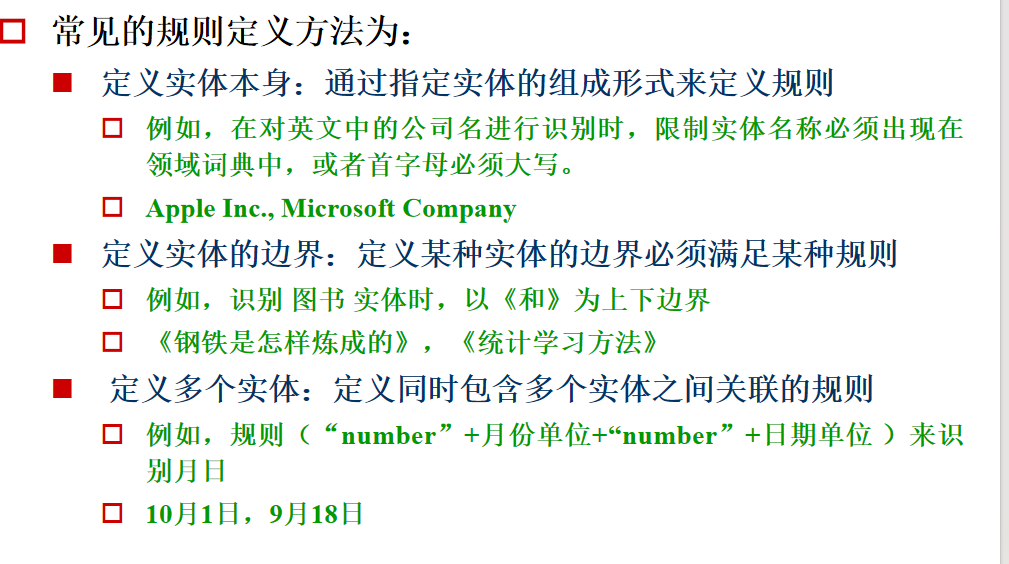 常见的规则定义方法为：
定义实体本身：通过指定实体的组成形式来定义规则
例如，在对英文中的公司名进行识别时，限制实体名称必须出现在
领域词典中，或者首字母必须大写。
Apple Inc., Microsoft Company
定义实体的边界：定义某种实体的边界必须满足某种规则
例如，识别 图书 实体时，以《和》为上下边界
《钢铁是怎样炼成的》，《统计学习方法》
定义多个实体：定义同时包含多个实体之间关联的规则
例如，规则（“number”+月份单位+“number”+日期单位 ）来识
别月日
10月1日，9月18日